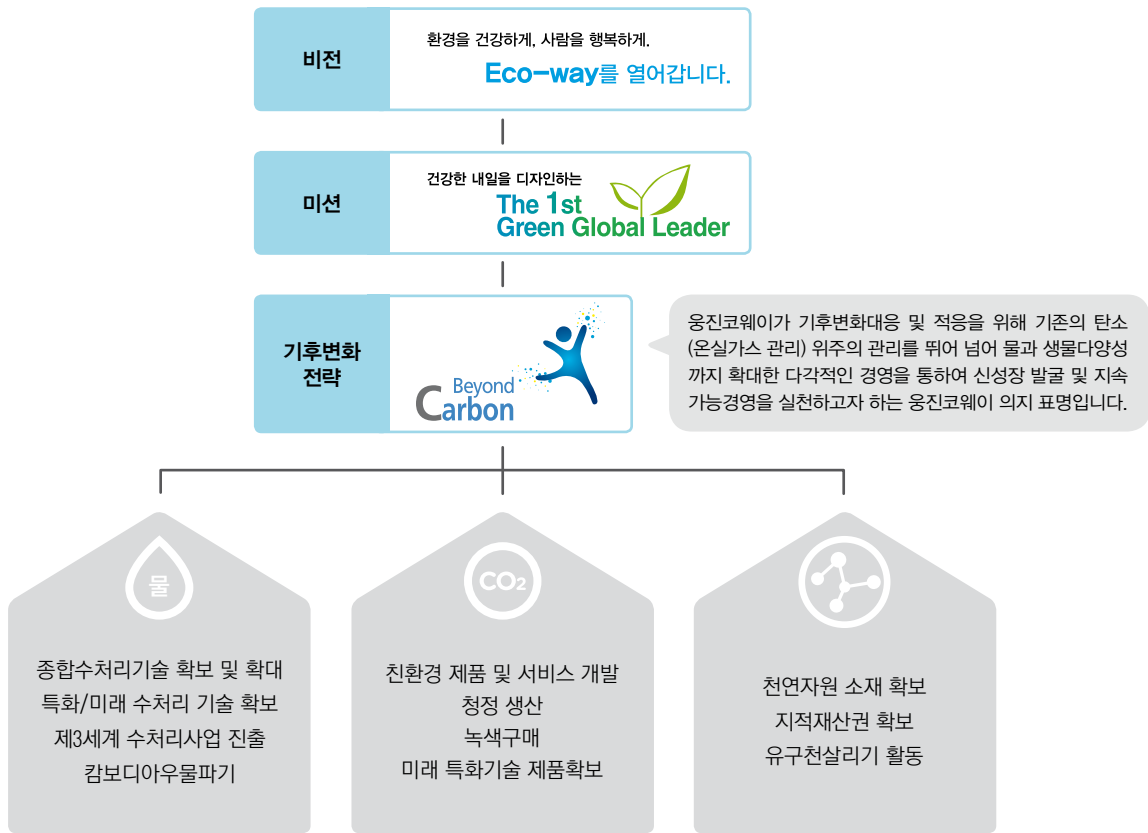 비전
환경을 건강하게, 사람을 행복하게.
Eco-way를 열어갑니다.
미션
건강한 내일을 디자인하는
The 1st
Green Global Leader
기후변화
전략
Beyond
Carbon
웅진코웨이가 기후변화대응 및 적응을 위해 기존의 탄소
(온실가스 관리) 위주의 관리를 뛰어 넘어 물과 생물다양성
까지 확대한 다각적인 경영을 통하여 신성장 발굴 및 지속
가능경영을 실천하고자 하는 웅진코웨이 의지 표명입니다.
물
종합수처리기술 확보 및 확대
특화/미래 수처리 기술 확보
제3세계 수처리사업 진출
캄보디아우물파기
CO₂
친환경 제품 및 서비스 개발
청정 생산
녹색구매
미래 특화기술 제품확보
천연자원 소재 확보
지적재산권 확보
유구천살리기 활동